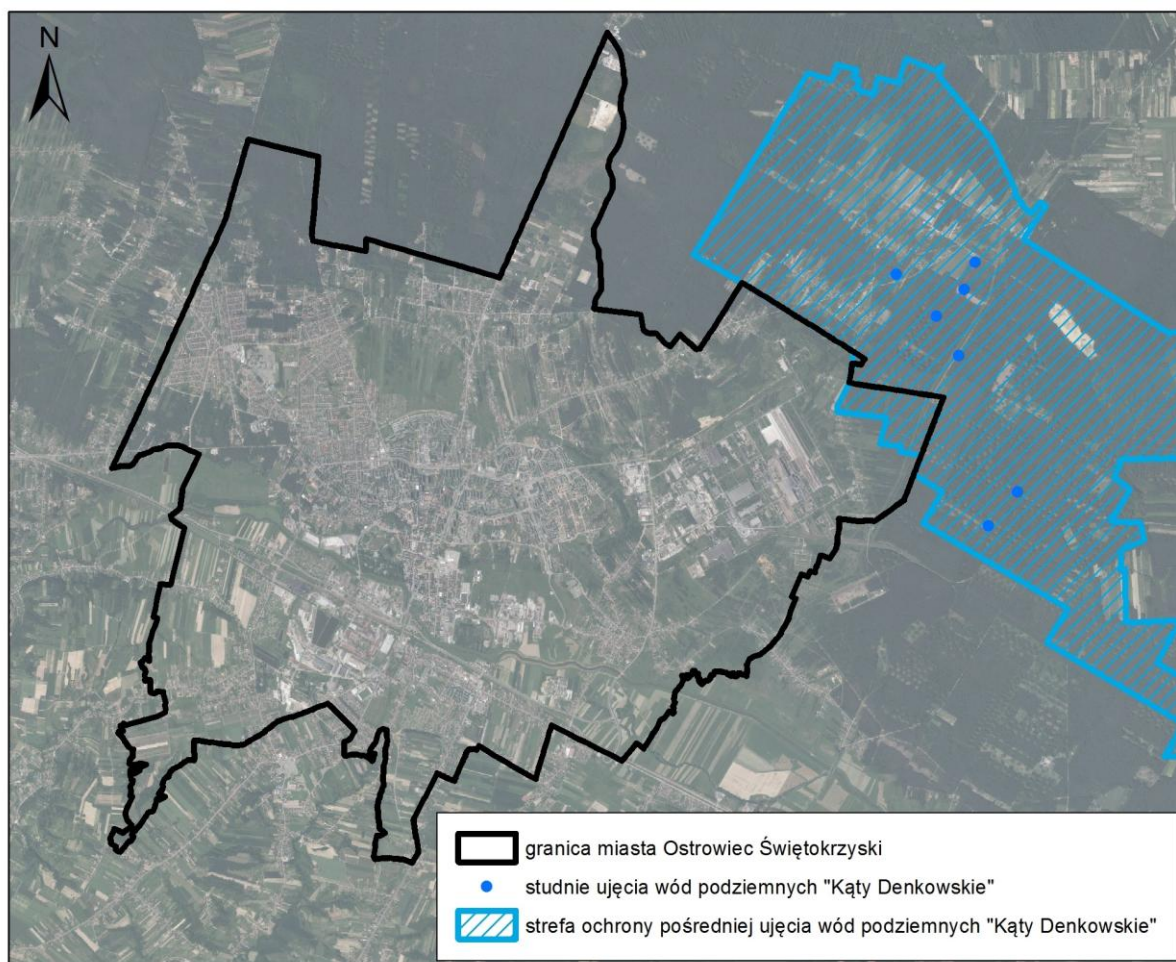 N
granica miasta Ostrowiec Świętokrzyski
studnie ujęcia wód podziemnych "Kąty Denkowskie"
strefa ochrony pośredniej ujęcia wód podziemnych "Kąty Denkowskie"